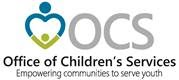 OCS
Office of Children's Services
Empowering communities to serve youth